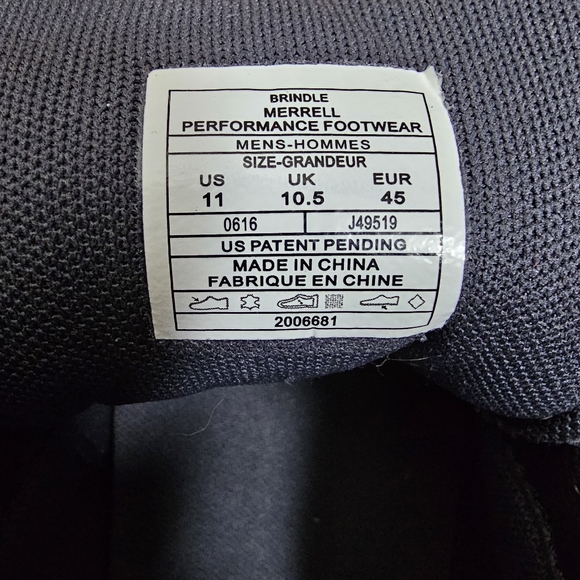 BRINDLE
MERRELL
PERFORMANCE FOOTWEAR
MENS-HOMMES
SIZE-GRANDEUR
US UK EUR
11 10.5 45
0616 J49519
US PATENT PENDING
MADE IN CHINA
FABRIQUE EN CHINE
2006681